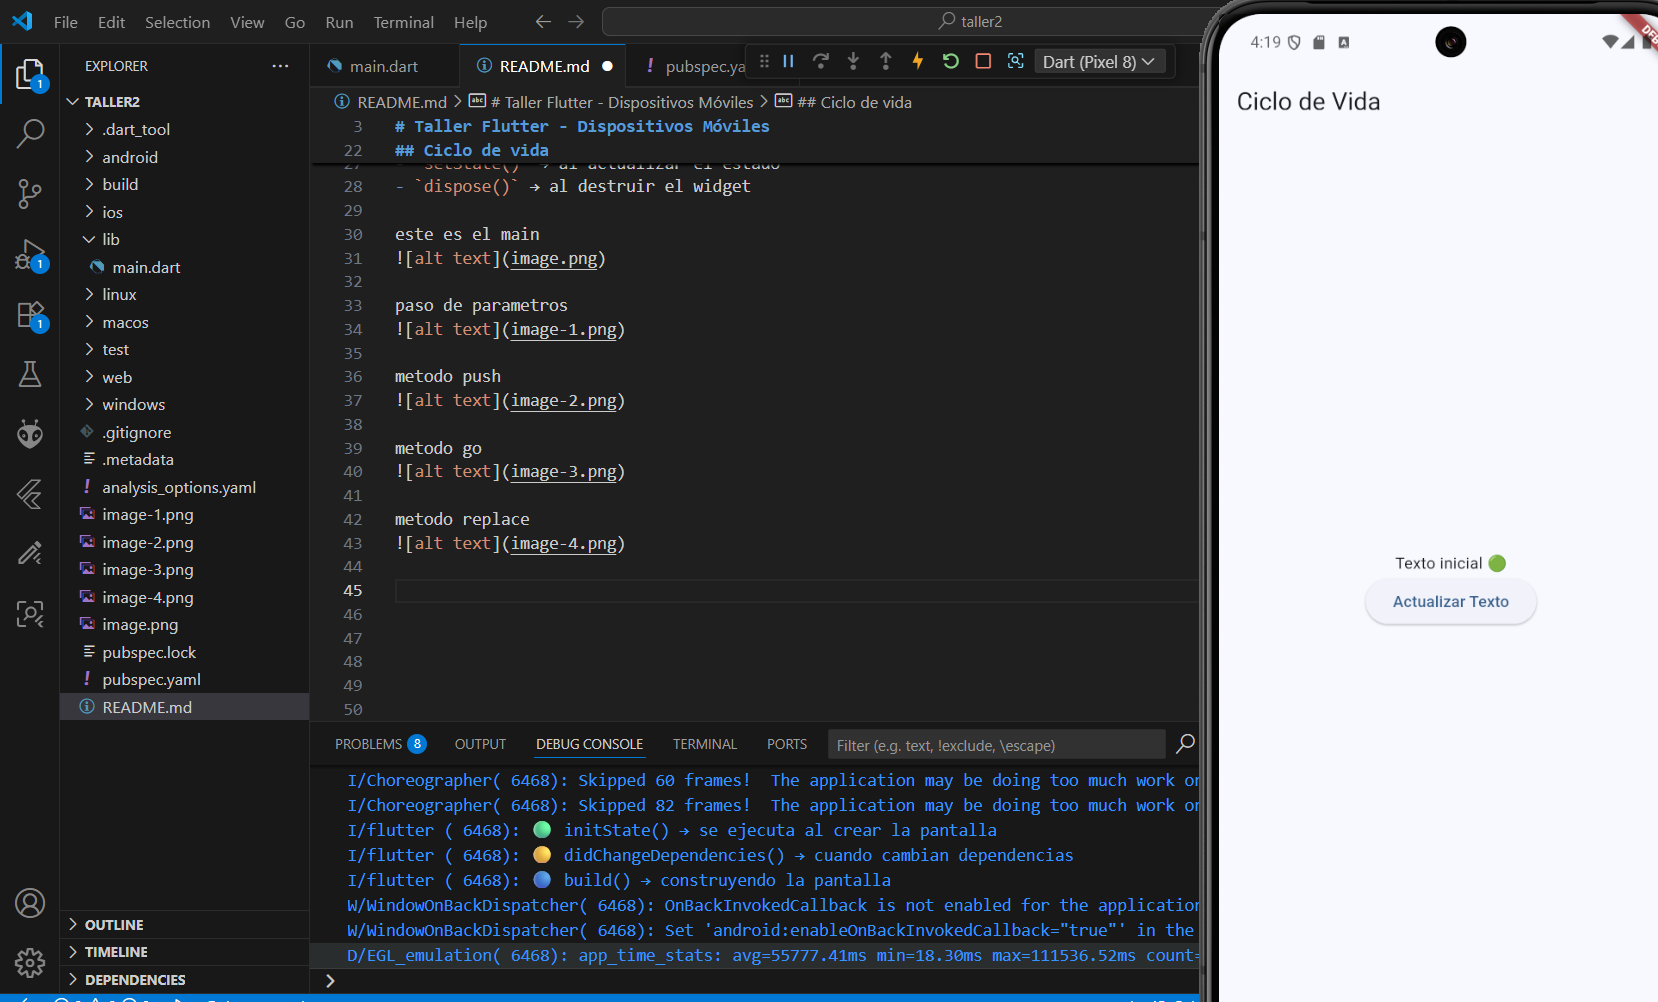 File Edit Selection View Go Run Terminal Help
taller2
EXPLORER
TALLER2
.dart_tool
android
build
ios
lib
main.dart
linux
macos
test
web
windows
.gitignore
.metadata
analysis_options.yaml
image-1.png
image-2.png
image-3.png
image-4.png
image.png
pubspec.lock
pubspec.yaml
README.md
OUTLINE
TIMELINE
DEPENDENCIES
1
1
1
main.dart
README.md
pubspec.ya
Dart (Pixel 8)
README.md > # Taller Flutter - Dispositivos Móviles > ## Ciclo de vida
3 # Taller Flutter - Dispositivos Móviles
22 ## Ciclo de vida
27 - `setState()` → al actualizar el estado
28 - `dispose()` → al destruir el widget
29
30 este es el main
31 ![alt text](image.png)
32
33 paso de parametros
34 ![alt text](image-1.png)
35
36 metodo push
37 ![alt text](image-2.png)
38
39 metodo go
40 ![alt text](image-3.png)
41
42 metodo replace
43 ![alt text](image-4.png)
44
45
46
47
48
49
50
PROBLEMS 8 OUTPUT DEBUG CONSOLE TERMINAL PORTS Filter (e.g. text, !exclude, \escape)
I/Choreographer( 6468): Skipped 60 frames!  The application may be doing too much work on
I/Choreographer( 6468): Skipped 82 frames!  The application may be doing too much work on
I/flutter ( 6468): 🟢 initState() → se ejecuta al crear la pantalla
I/flutter ( 6468): 🟡 didChangeDependencies() → cuando cambian dependencias
I/flutter ( 6468): 🔵 build() → construyendo la pantalla
W/WindowOnBackDispatcher( 6468): OnBackInvokedCallback is not enabled for the application
W/WindowOnBackDispatcher( 6468): Set 'android:enableOnBackInvokedCallback="true"' in the
D/EGL_emulation( 6468): app_time_stats: avg=55777.41ms min=18.30ms max=111536.52ms count=
4:19
Ciclo de Vida
Texto inicial 🟢
Actualizar Texto